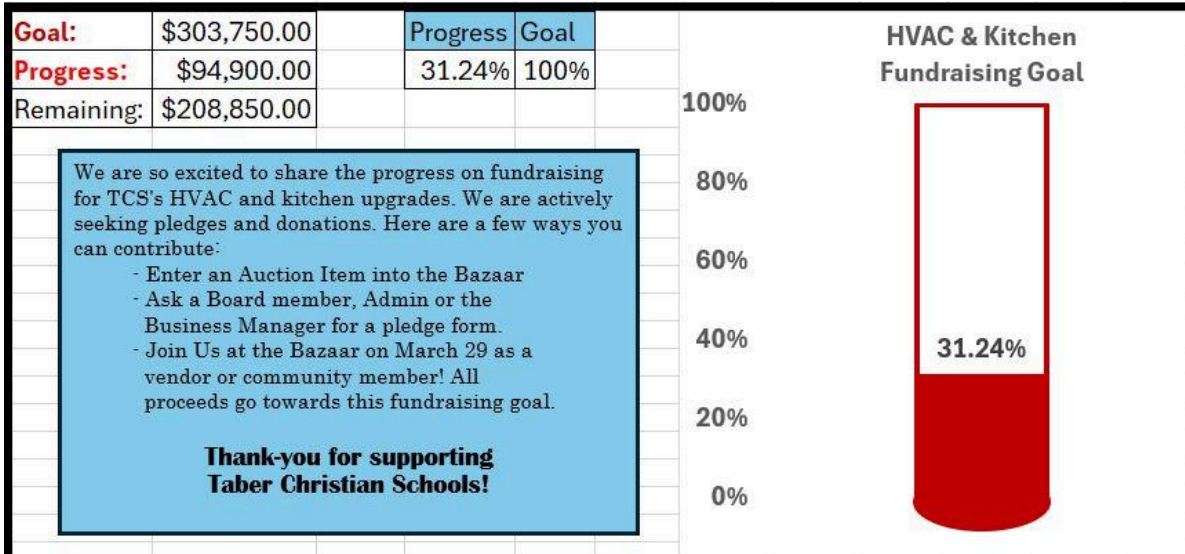 Goal: $303,750.00
Progress: $94,900.00
Remaining: $208,850.00
Progress Goal
31.24% 100%
We are so excited to share the progress on fundraising
for TCS's HVAC and kitchen upgrades. We are actively
seeking pledges and donations. Here are a few ways you
can contribute:
- Enter an Auction Item into the Bazaar
- Ask a Board member, Admin or the
Business Manager for a pledge form.
- Join Us at the Bazaar on March 29 as a
vendor or community member! All
proceeds go towards this fundraising goal.
Thank-you for supporting
Taber Christian Schools!
HVAC & Kitchen
Fundraising Goal
100%
80%
60%
40%
20%
0%
31.24%